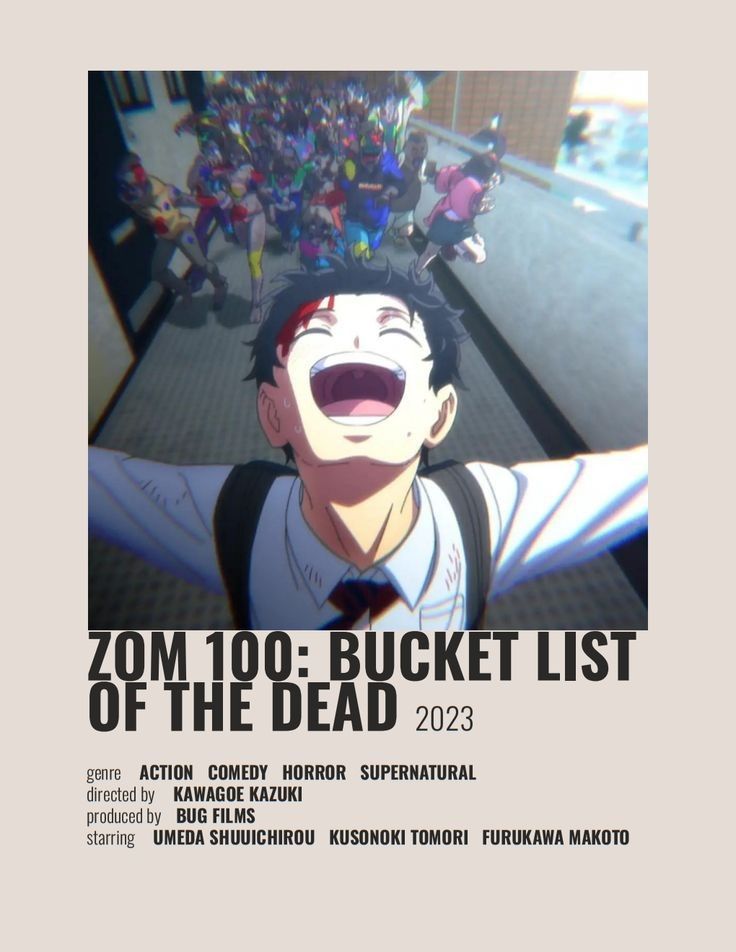 ZOM 100: BUCKET LIST
OF THE DEAD 2023
genre ACTION COMEDY HORROR SUPERNATURAL
directed by KAWAGOE KAZUKI
produced by BUG FILMS
starring UMEDA SHUUICHIROU KUSONOKI TOMORI FURUKAWA MAKOTO